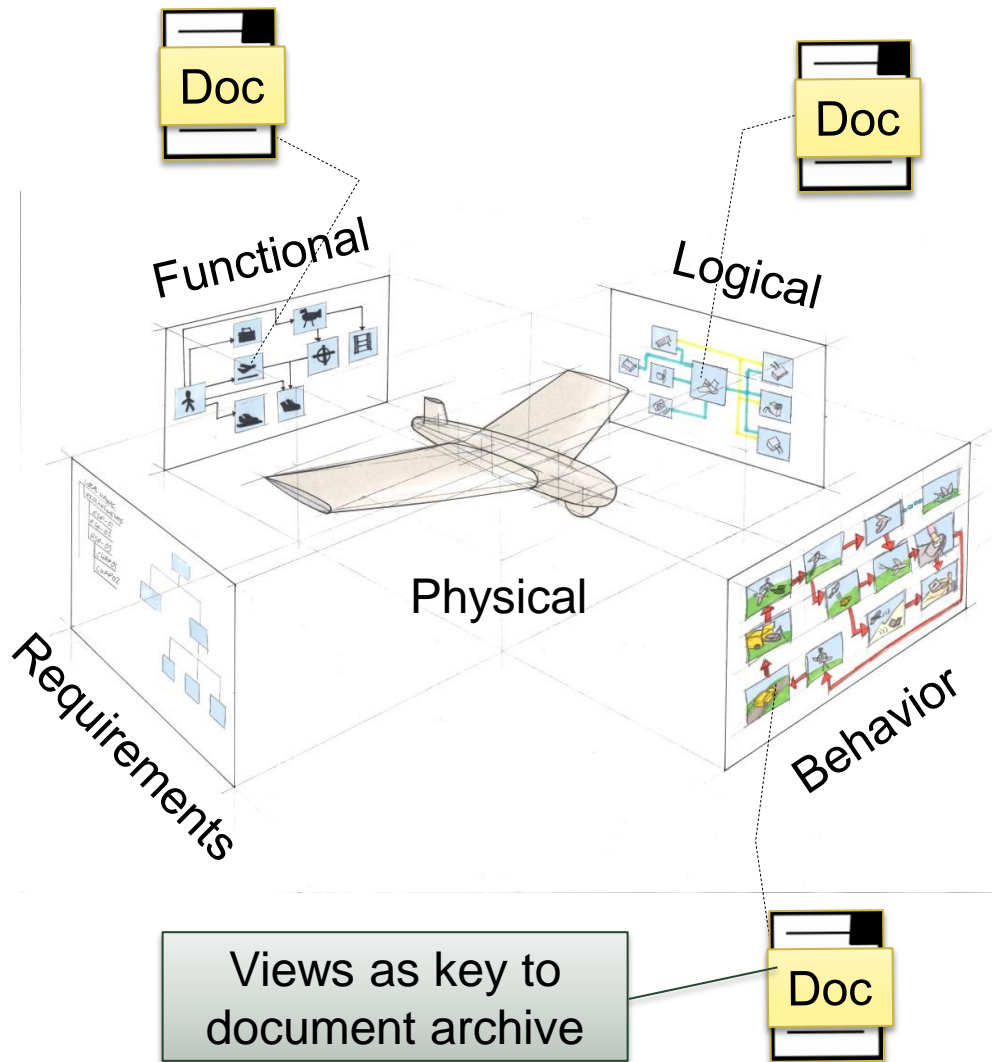 Doc
Doc
Functional
Logical
Physical
Requirements
Behavior
Views as key to
document archive
Doc